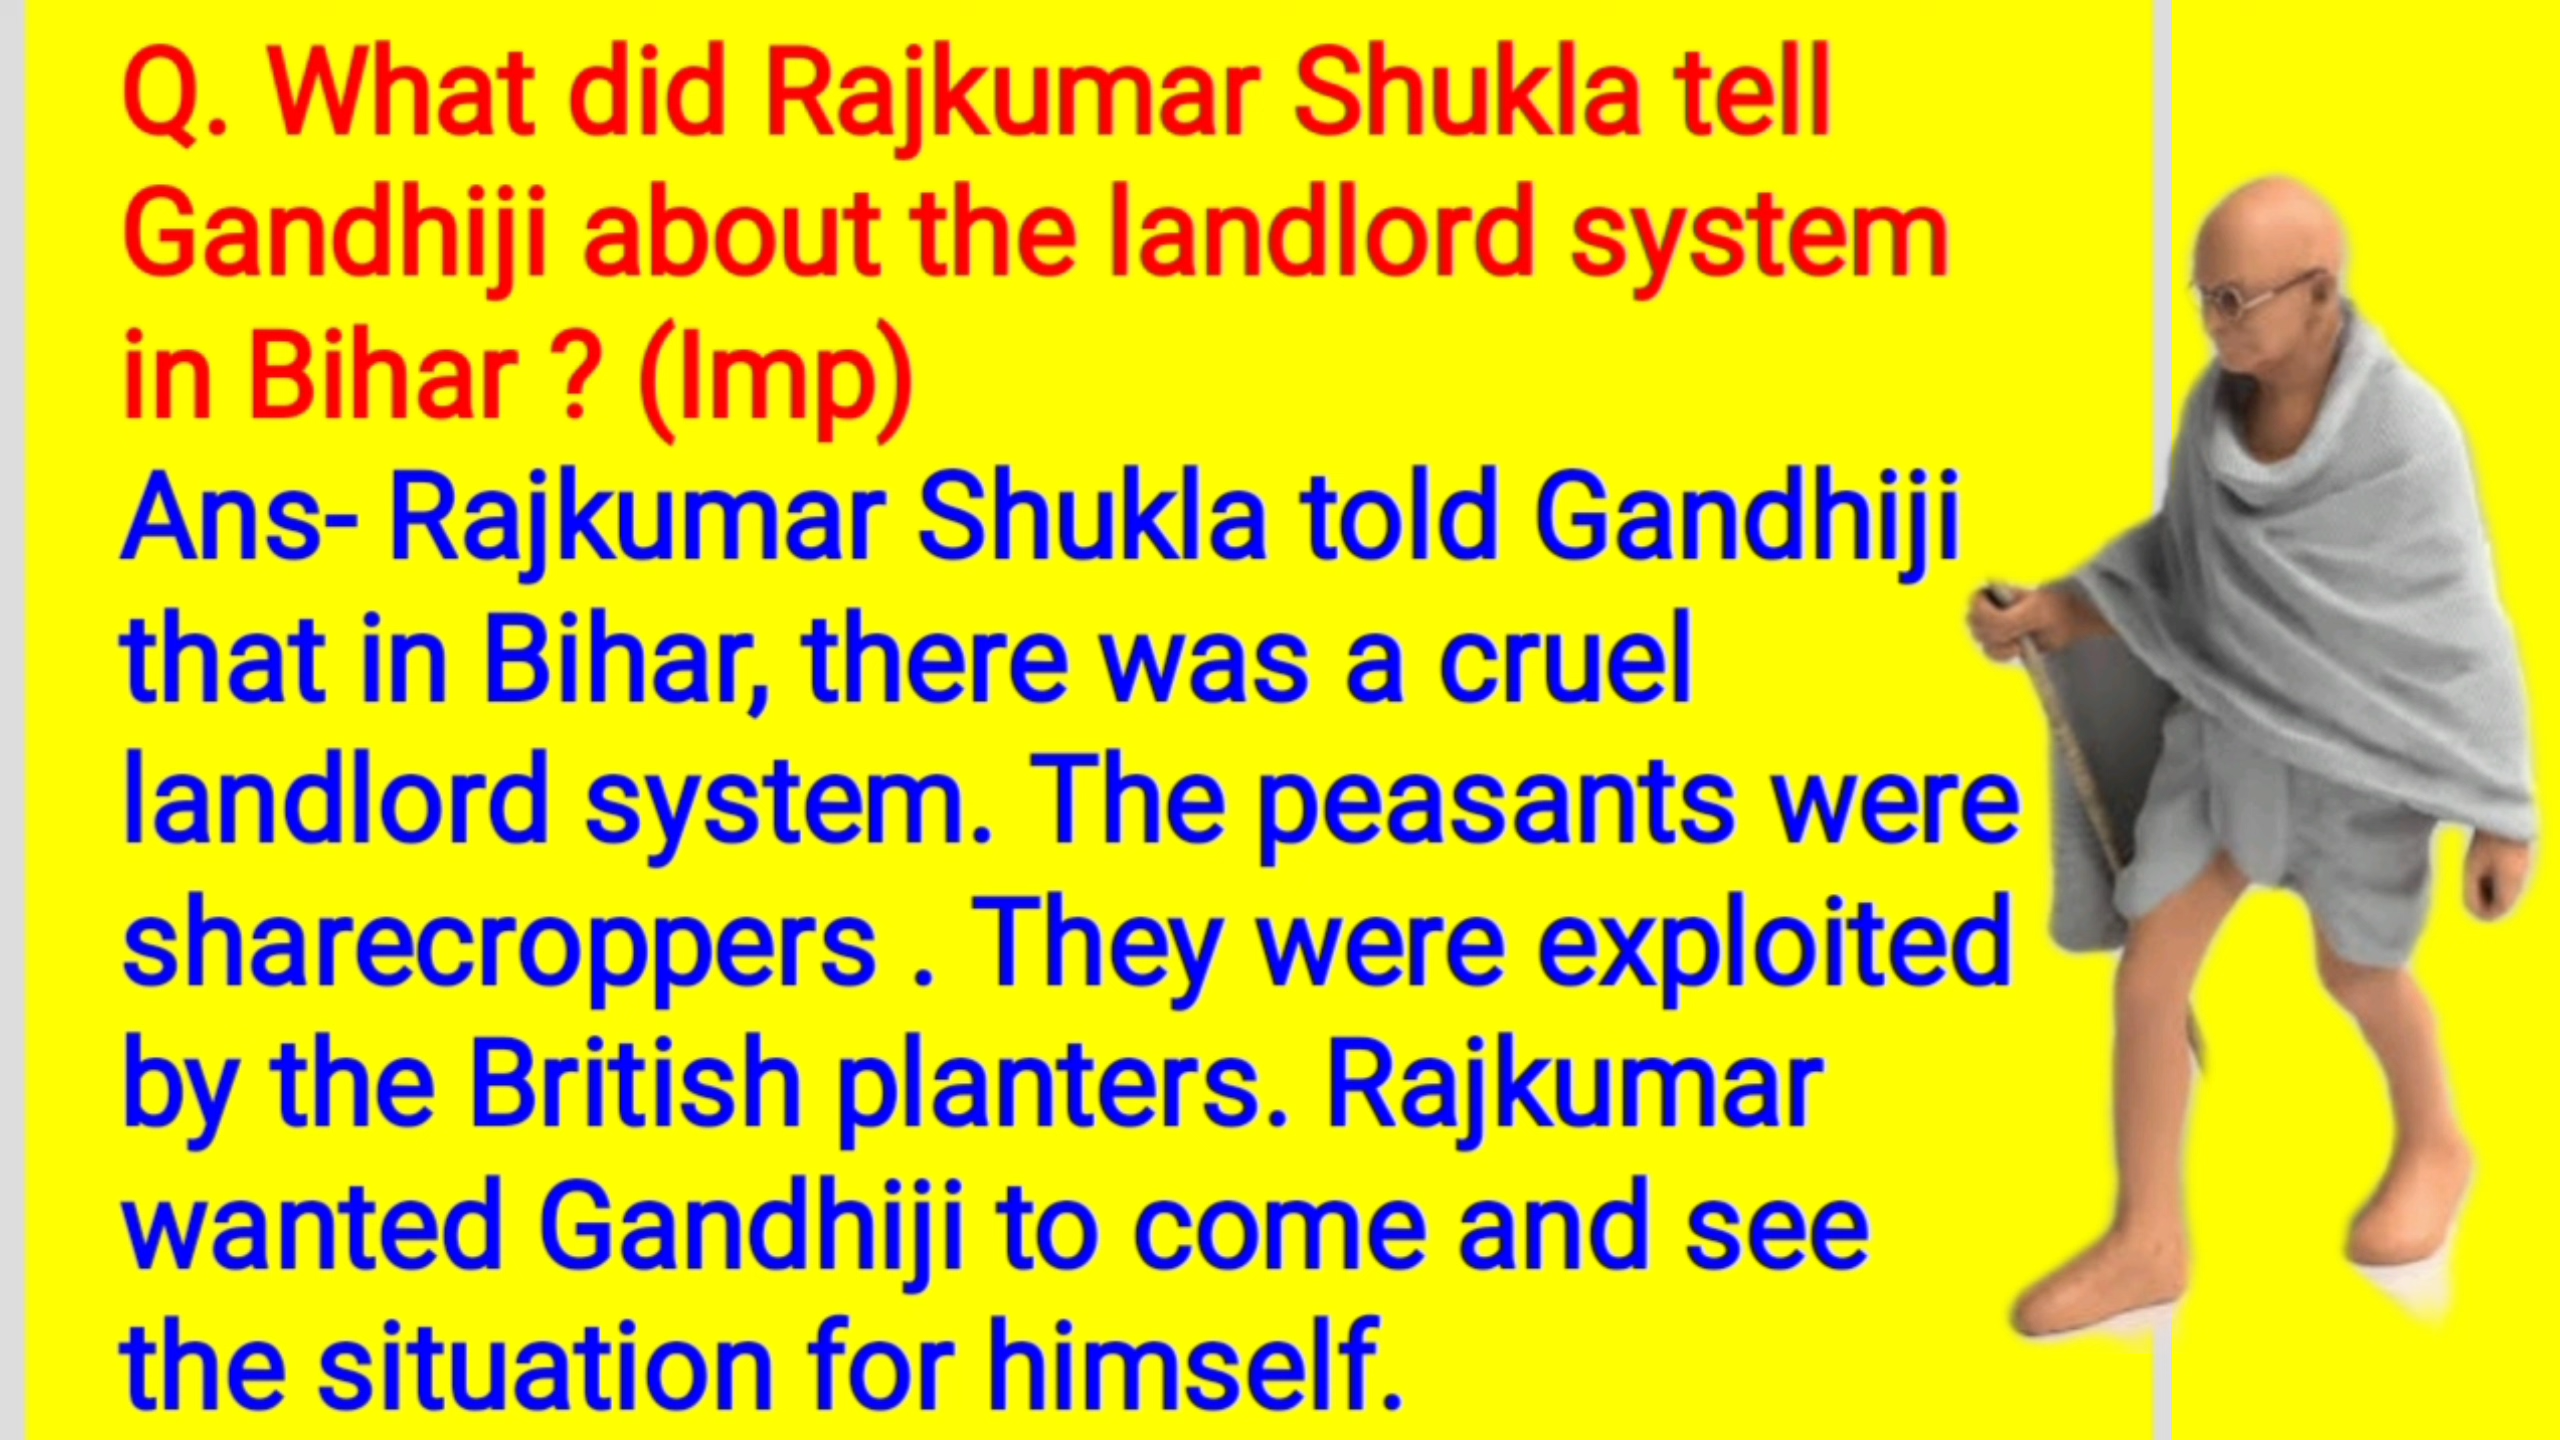 Q. What did Rajkumar Shukla tell
Gandhiji about the landlord system
in Bihar ? (Imp)
Ans- Rajkumar Shukla told Gandhiji
that in Bihar, there was a cruel
landlord system. The peasants were
sharecroppers . They were exploited
by the British planters. Rajkumar
wanted Gandhiji to come and see
the situation for himself.